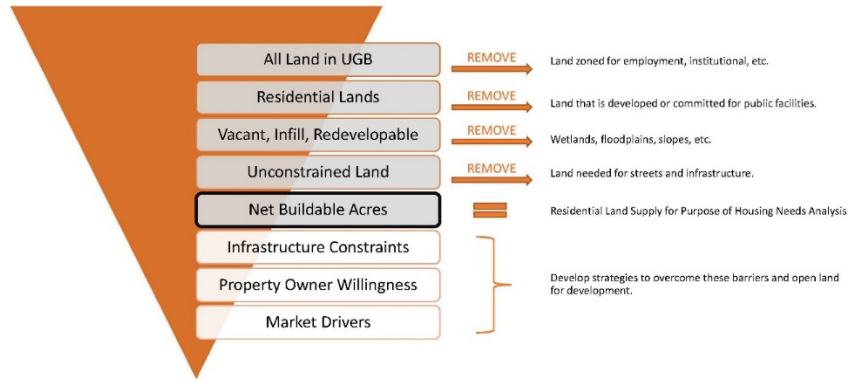 All Land in UGB
REMOVE
Land zoned for employment, institutional, etc.
Residential Lands
REMOVE
Land that is developed or committed for public facilities.
Vacant, Infill, Redevelopable
REMOVE
Wetlands, floodplains, slopes, etc.
Unconstrained Land
REMOVE
Land needed for streets and infrastructure.
Net Buildable Acres
Residential Land Supply for Purpose of Housing Needs Analysis
Infrastructure Constraints
Property Owner Willingness
Market Drivers
Develop strategies to overcome these barriers and open land
for development.